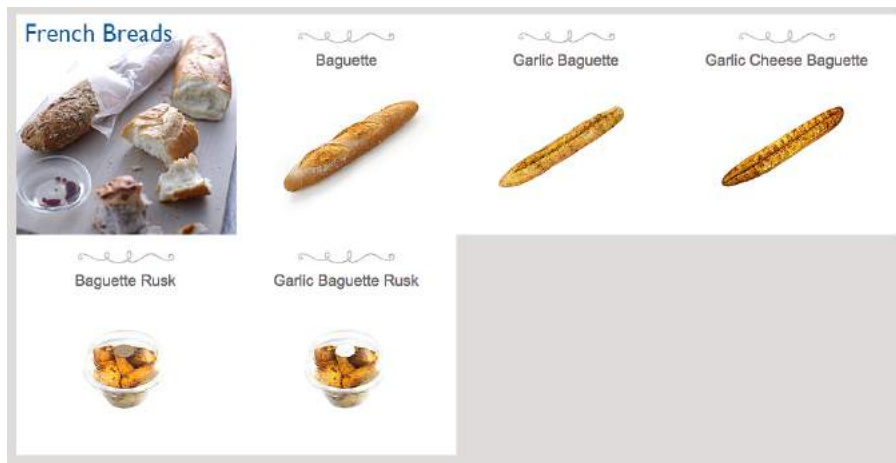 French Breads
Baguette
Garlic Baguette
Garlic Cheese Baguette
Baguette Rusk
Garlic Baguette Rusk